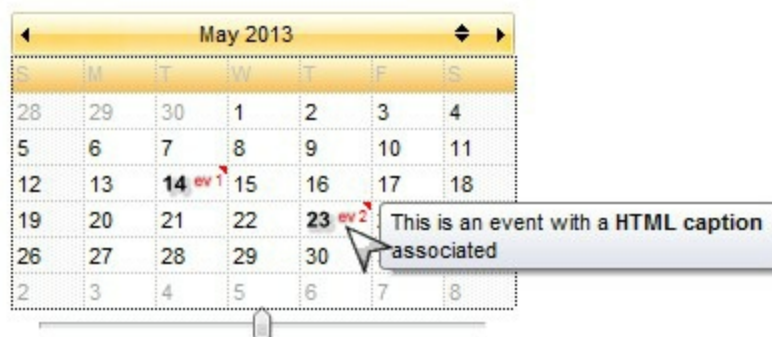 May 2013
S M T W T F S
28 29 30 1 2 3 4
5 6 7 8 9 10 11
12 13 14 ev 1 15 16 17 18
19 20 21 22 23 ev 2
This is an event with a HTML caption
associated
26 27 28 29 30
2 3 4 5 6 7 8